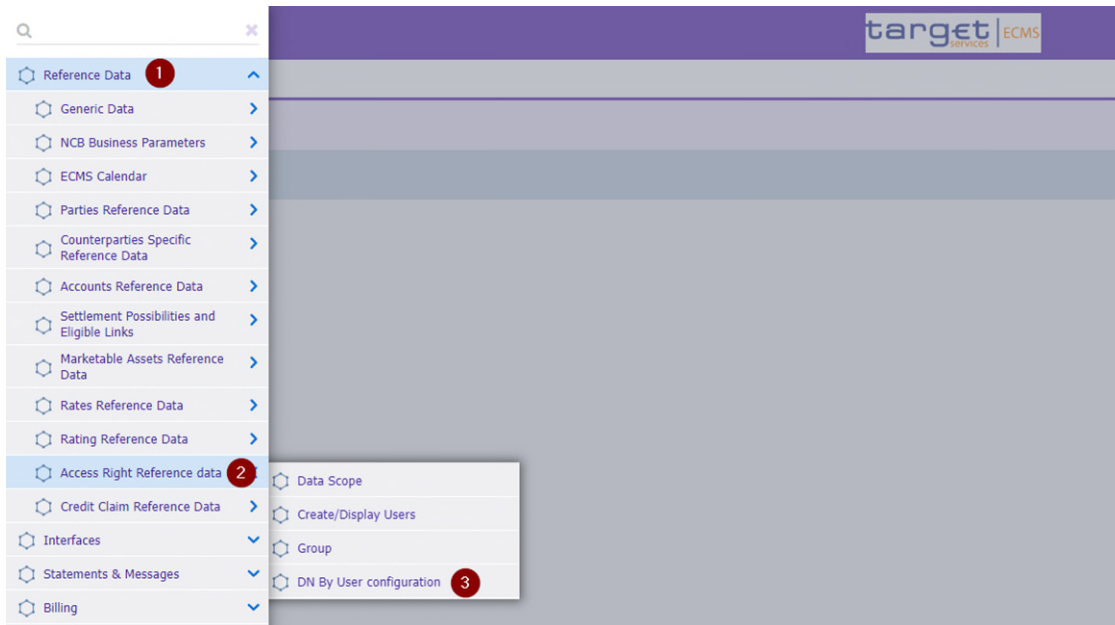 target | ECMS
services
Reference Data 1
Generic Data
NCB Business Parameters
ECMS Calendar
Parties Reference Data
Counterparties Specific
Reference Data
Accounts Reference Data
Settlement Possibilities and
Eligible Links
Marketable Assets Reference
Data
Rates Reference Data
Rating Reference Data
Access Right Reference data 2
Data Scope
Create/Display Users
Group
DN By User configuration 3
Credit Claim Reference Data
Interfaces
Statements & Messages
Billing